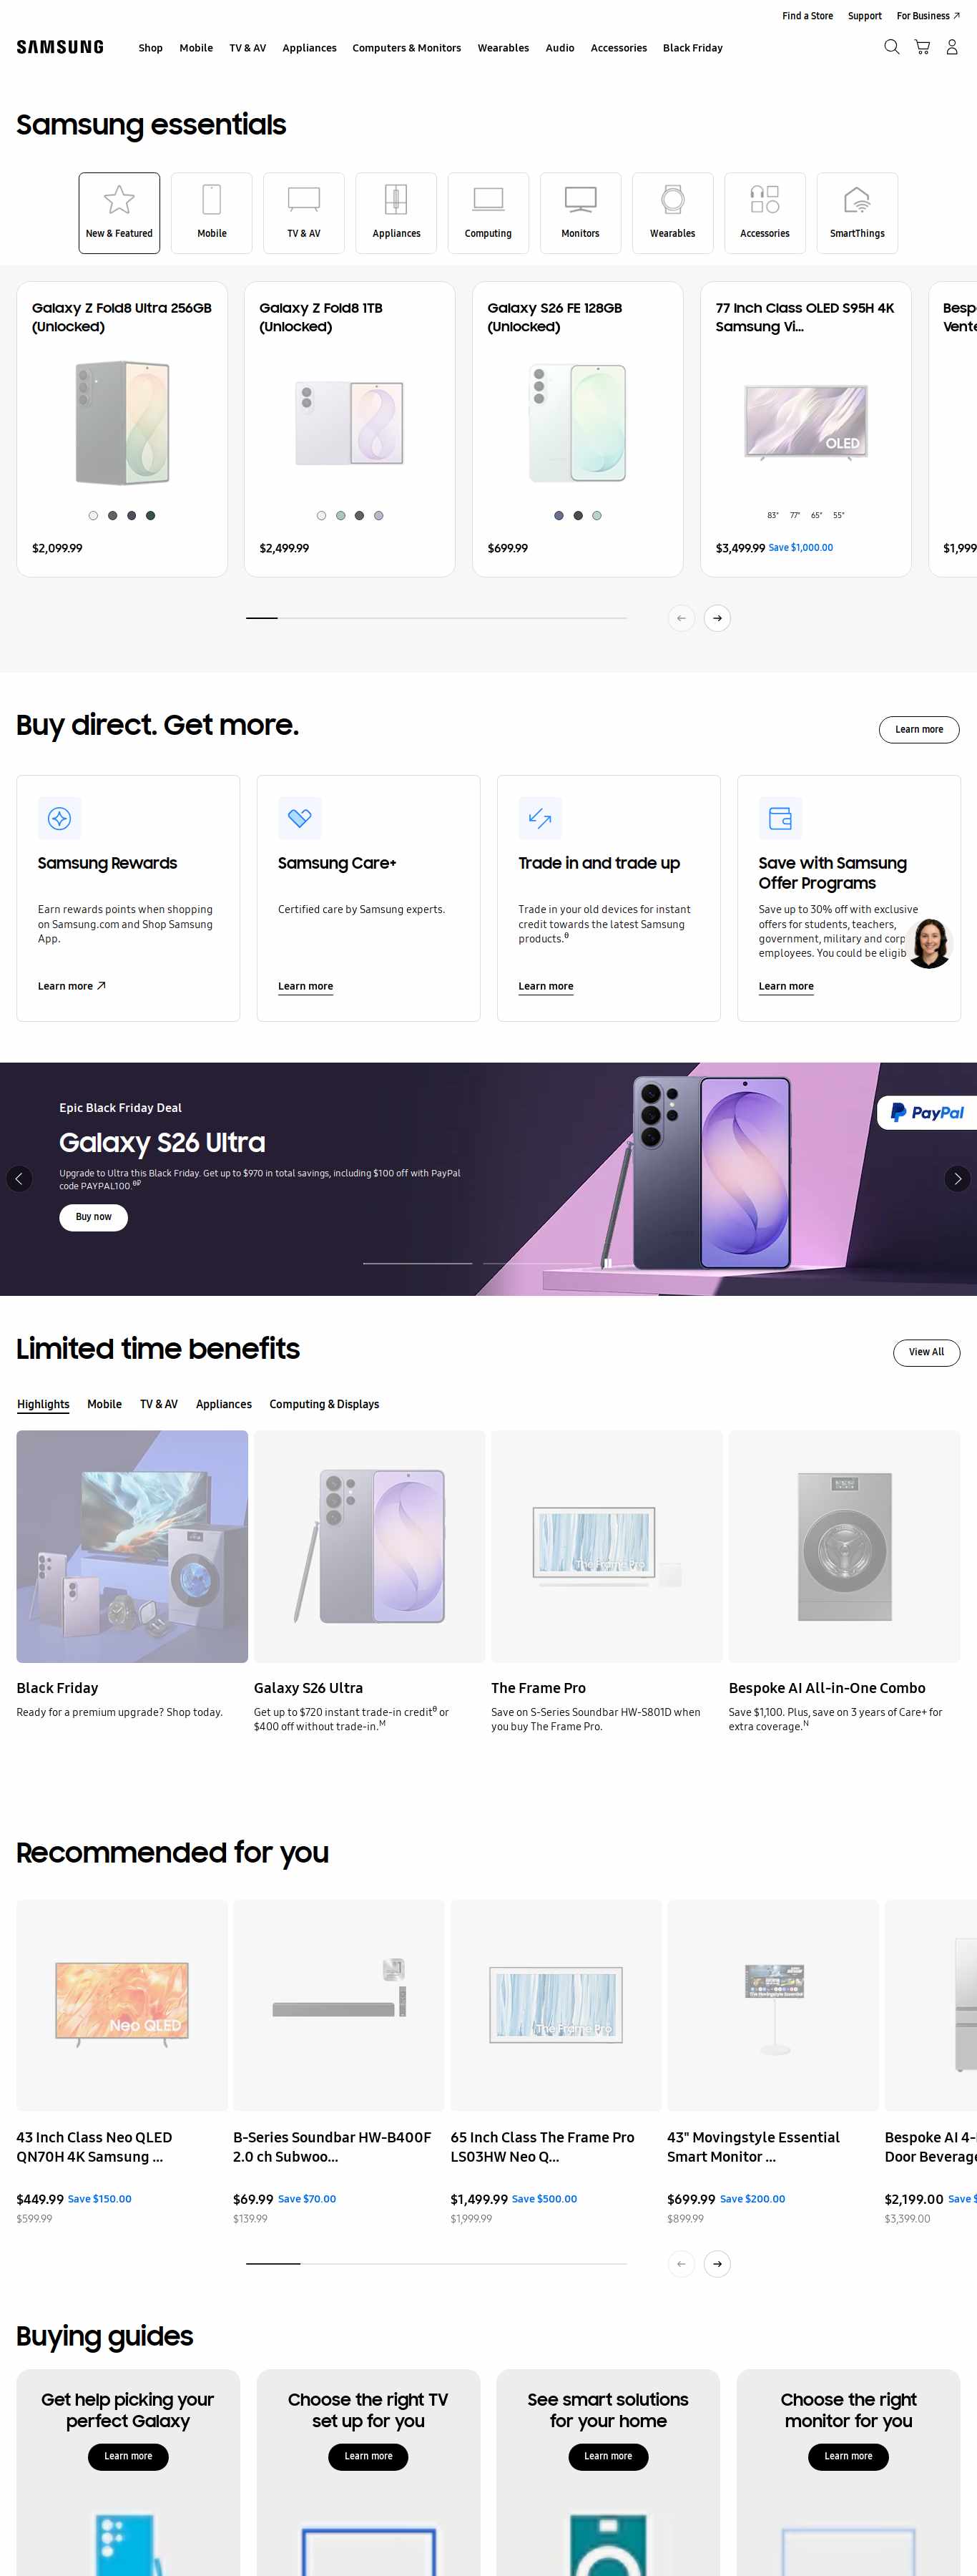 Find a Store Support For Business
SAMSUNG Shop Mobile TV & AV Appliances Computers & Monitors Wearables Audio Accessories Black Friday
Samsung essentials
New & Featured Mobile TV & AV Appliances Computing Monitors Wearables Accessories SmartThings
Galaxy Z Fold8 Ultra 256GB
(Unlocked)
$2,099.99
Galaxy Z Fold8 1TB
(Unlocked)
$2,499.99
Galaxy S26 FE 128GB
(Unlocked)
$699.99
77 Inch Class OLED S95H 4K
Samsung Vi...
OLED
83" 77" 65" 55"
$3,499.99 Save $1,000.00
Besp
Vente
$1,999
Buy direct. Get more.
Learn more
Samsung Rewards
Earn rewards points when shopping
on Samsung.com and Shop Samsung
App.
Learn more
Samsung Care+
Certified care by Samsung experts.
Learn more
Trade in and trade up
Trade in your old devices for instant
credit towards the latest Samsung
products.θ
Learn more
Save with Samsung
Offer Programs
Save up to 30% off with exclusive
offers for students, teachers,
government, military and corp
employees. You could be eligib
Learn more
Epic Black Friday Deal
Galaxy S26 Ultra
Upgrade to Ultra this Black Friday. Get up to $970 in total savings, including $100 off with PayPal
code PAYPAL100.
Buy now
PayPal
Limited time benefits
View All
Highlights Mobile TV & AV Appliances Computing & Displays
Black Friday
Ready for a premium upgrade? Shop today.
Galaxy S26 Ultra
Get up to $720 instant trade-in creditθ or
$400 off without trade-in.M
The Frame Pro
The Frame Pro
Save on S-Series Soundbar HW-S801D when
you buy The Frame Pro.
Bespoke AI All-in-One Combo
Save $1,100. Plus, save on 3 years of Care+ for
extra coverage.N
Recommended for you
Neo QLED
43 Inch Class Neo QLED
QN70H 4K Samsung ...
$449.99 Save $150.00
$599.99
B-Series Soundbar HW-B400F
2.0 ch Subwoo...
$69.99 Save $70.00
$139.99
The Frame Pro
65 Inch Class The Frame Pro
LS03HW Neo Q...
$1,499.99 Save $500.00
$1,999.99
The Movingstyle Essential
43" Movingstyle Essential
Smart Monitor ...
$699.99 Save $200.00
$899.99
Bespoke AI 4-
Door Beverage
$2,199.00 Save $
$3,399.00
Buying guides
Get help picking your
perfect Galaxy
Learn more
Choose the right TV
set up for you
Learn more
See smart solutions
for your home
Learn more
Choose the right
monitor for you
Learn more